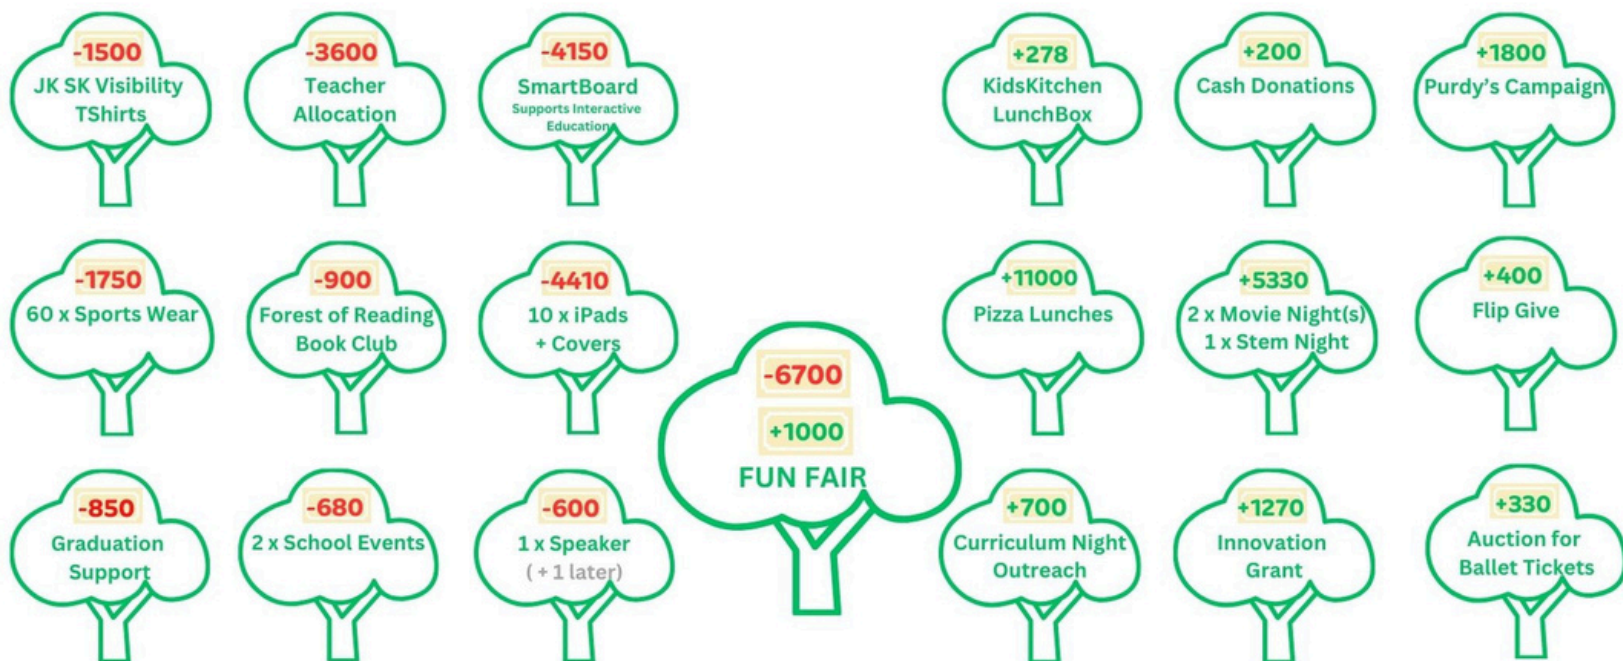 -1500
JK SK Visibility
TShirts
-3600
Teacher
Allocation
-4150
SmartBoard
Supports Interactive
Education
+278
KidsKitchen
LunchBox
+200
Cash Donations
+1800
Purdy's Campaign
-1750
60 x Sports Wear
-900
Forest of Reading
Book Club
-4410
10 x iPads
+ Covers
-6700
+1000
FUN FAIR
+11000
Pizza Lunches
+5330
2 x Movie Night(s)
1 x Stem Night
+400
Flip Give
-850
Graduation
Support
-680
2 x School Events
-600
1 x Speaker
( + 1 later)
+700
Curriculum Night
Outreach
+1270
Innovation
Grant
+330
Auction for
Ballet Tickets